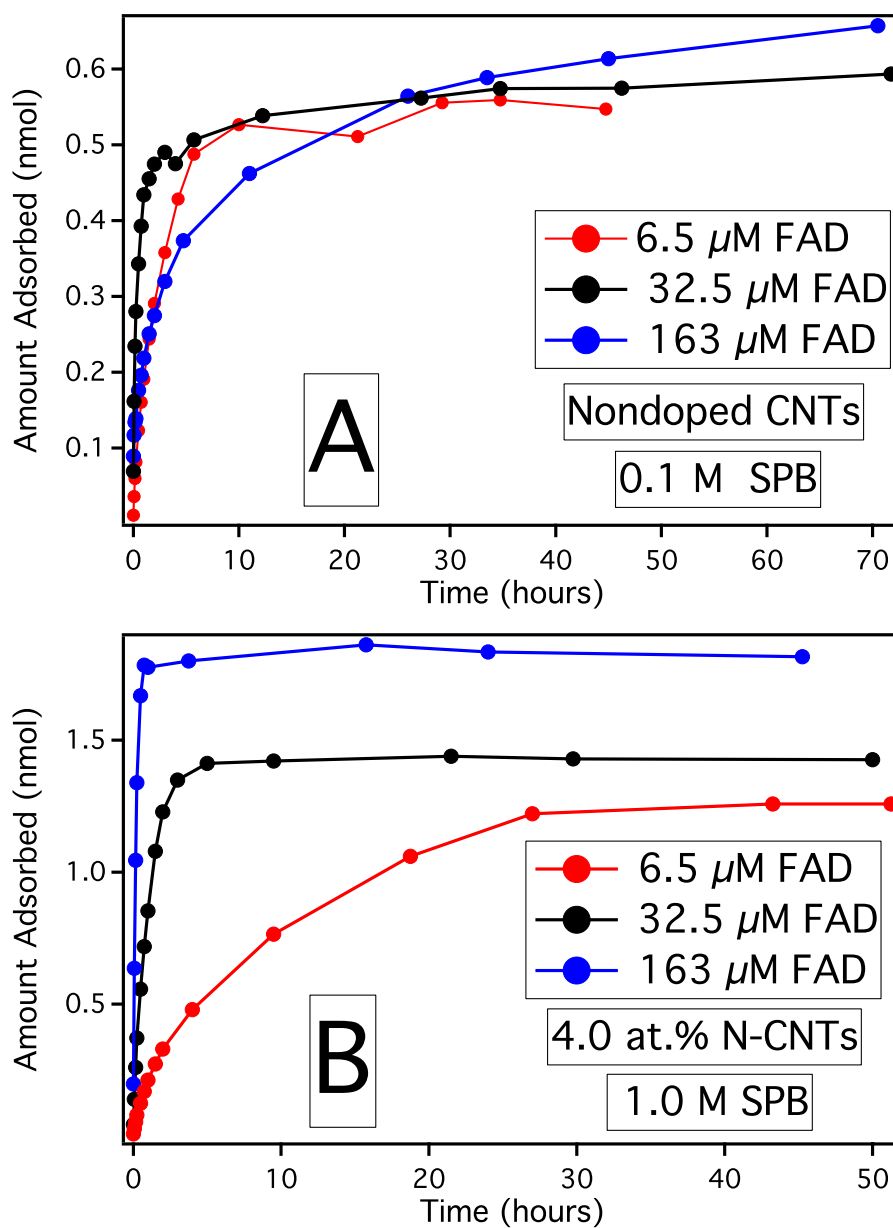 Amount Adsorbed (nmol)
0.6
0.5
0.4
0.3
0.2
0.1
6.5 µM FAD
32.5 µM FAD
163 µM FAD
Nondoped CNTs
0.1 M SPB
A
0 10 20 30 40 50 60 70
Time (hours)
Amount Adsorbed (nmol)
1.5
1.0
0.5
6.5 µM FAD
32.5 µM FAD
163 µM FAD
4.0 at.% N-CNTs
1.0 M SPB
B
0 10 20 30 40 50
Time (hours)